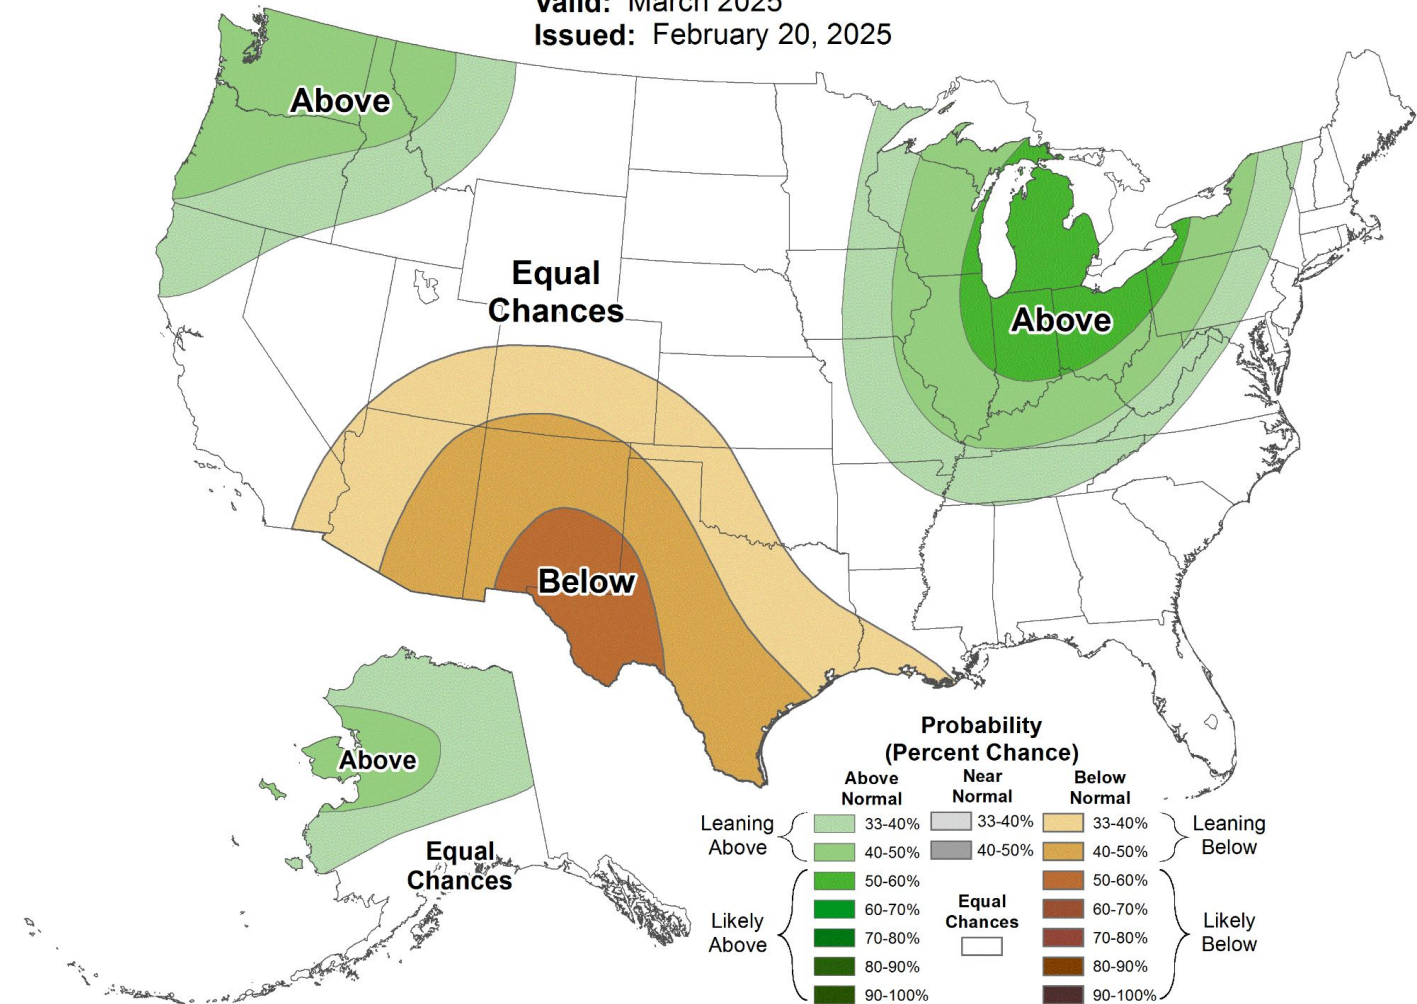 Valid: March 2025
Issued: February 20, 2025
Above
Equal
Chances
Above
Below
Above
Equal
Chances
Probability
(Percent Chance)
Above
Normal
Near
Normal
Below
Normal
Leaning
Above
33-40%
33-40%
33-40%
Leaning
Below
40-50%
40-50%
40-50%
50-60%
50-60%
Likely
Above
60-70%
Equal
Chances
60-70%
Likely
Below
70-80%
70-80%
80-90%
80-90%
90-100%
90-100%